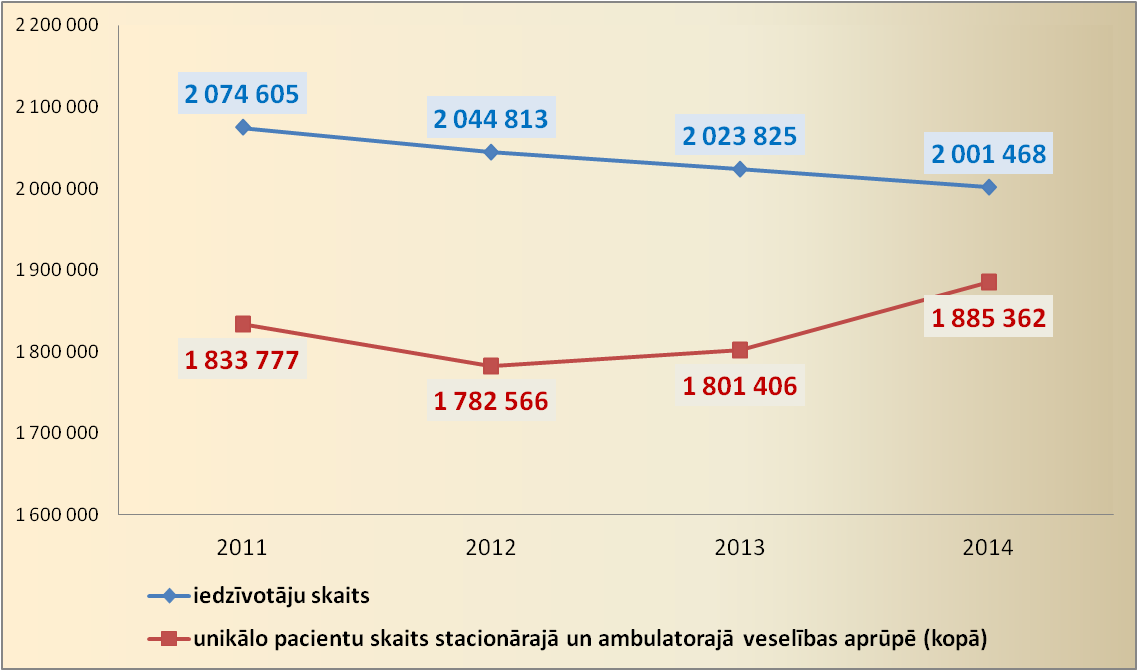 2 200 000
2 100 000
2 000 000
1 900 000
1 800 000
1 700 000
1 600 000
2 074 605
2 044 813
2 023 825
2 001 468
1 833 777
1 782 566
1 801 406
1 885 362
2011
2012
2013
2014
iedzīvotāju skaits
unikālo pacientu skaits stacionārajā un ambulatorajā veselības aprūpē (kopā)